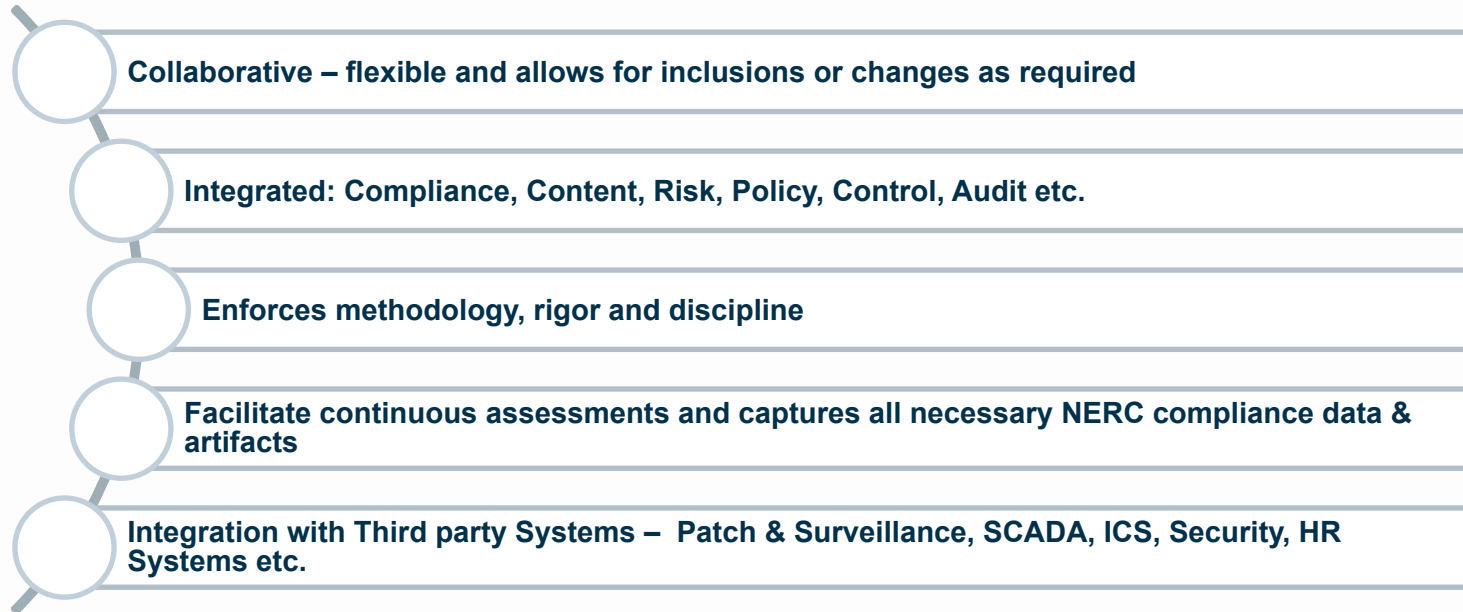 Collaborative – flexible and allows for inclusions or changes as required
Integrated: Compliance, Content, Risk, Policy, Control, Audit etc.
Enforces methodology, rigor and discipline
Facilitate continuous assessments and captures all necessary NERC compliance data &
artifacts
Integration with Third party Systems –  Patch & Surveillance, SCADA, ICS, Security, HR
Systems etc.